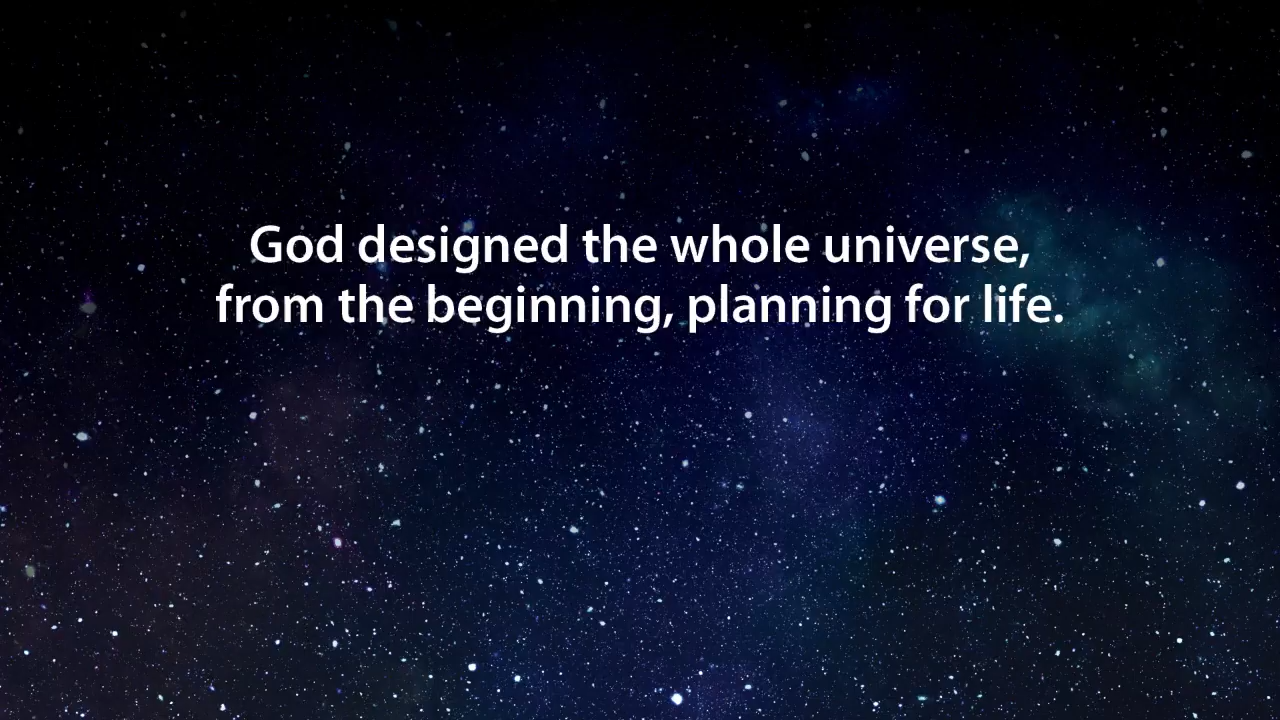 God designed the whole universe,
from the beginning, planning for life.